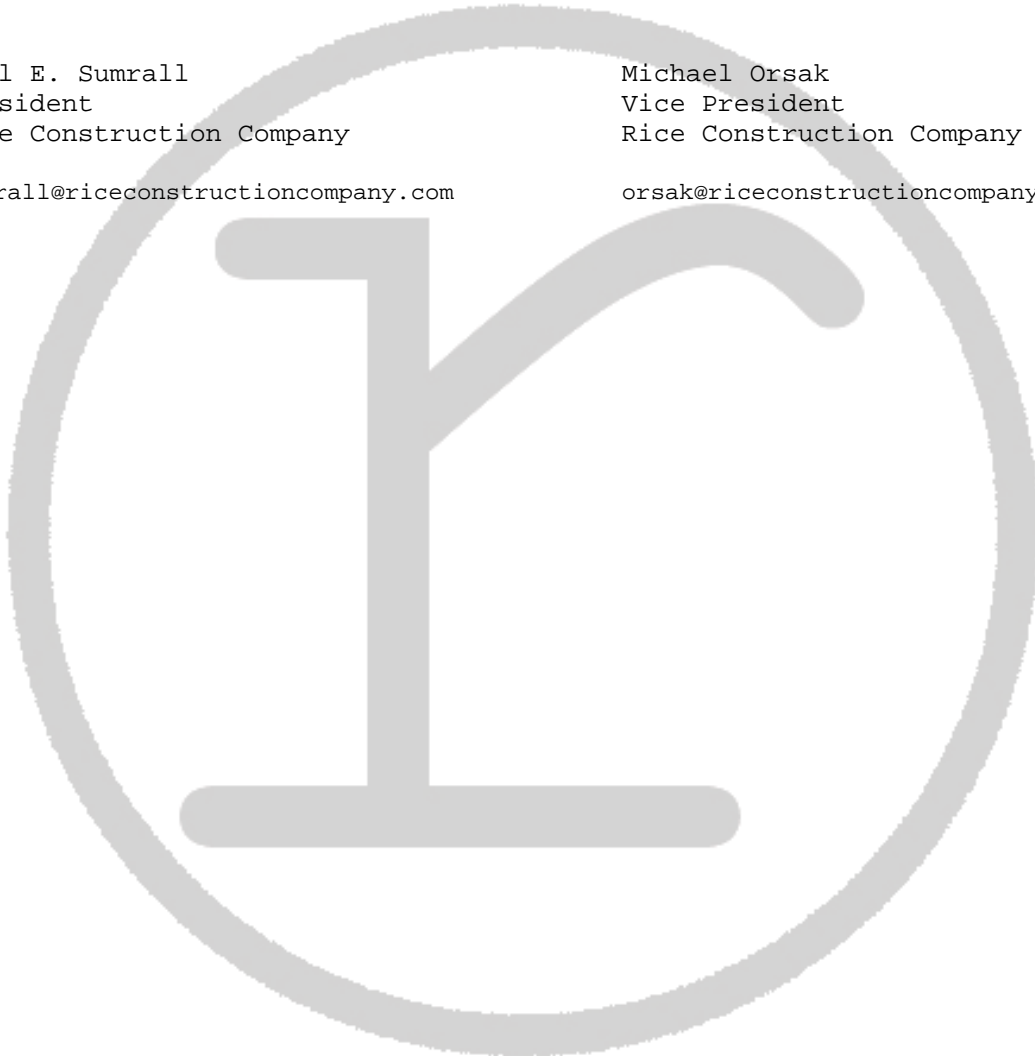 l E. Sumrall
sident
e Construction Company
rall@riceconstructioncompany.com
Michael Orsak
Vice President
Rice Construction Company
orsak@riceconstructioncompany
r